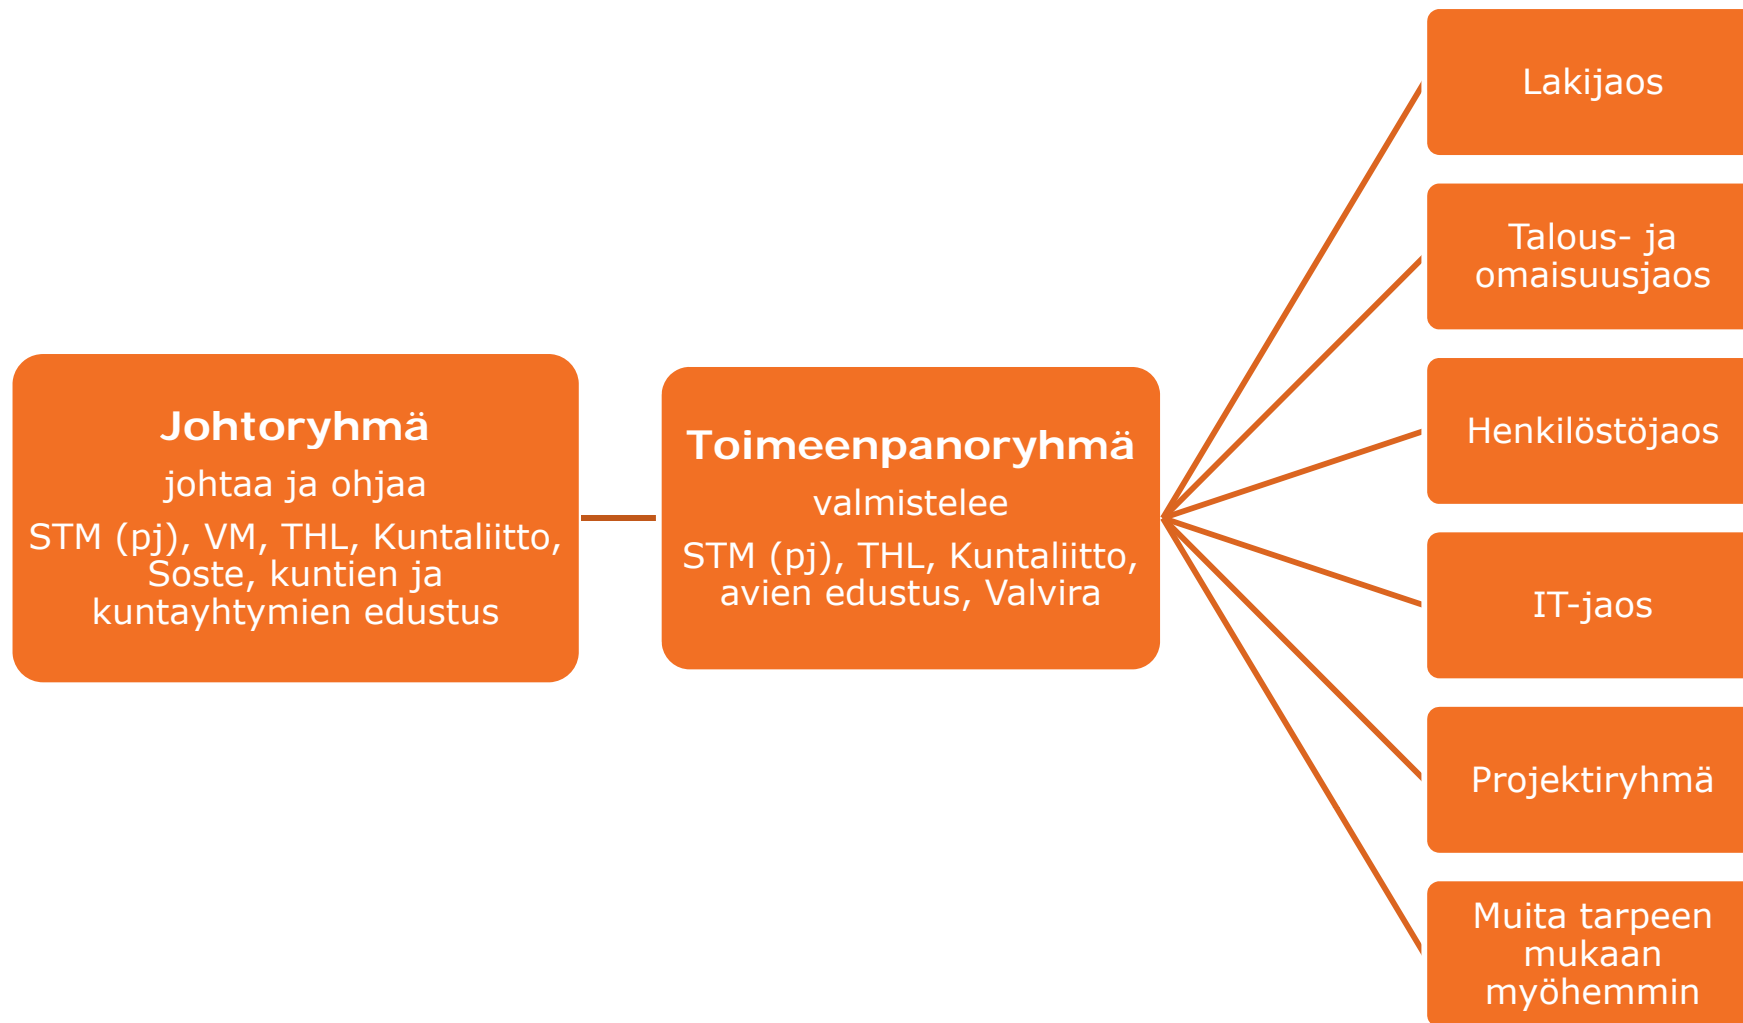 Johtoryhmä
johtaa ja ohjaa
STM (pj), VM, THL, Kuntaliitto,
Soste, kuntien ja
kuntayhtymien edustus
Toimeenpanoryhmä
valmistelee
STM (pj), THL, Kuntaliitto,
avien edustus, Valvira
Lakijaos
Talous- ja
omaisuusjaos
Henkilöstöjaos
IT-jaos
Projektiryhmä
Muita tarpeen
mukaan
myöhemmin